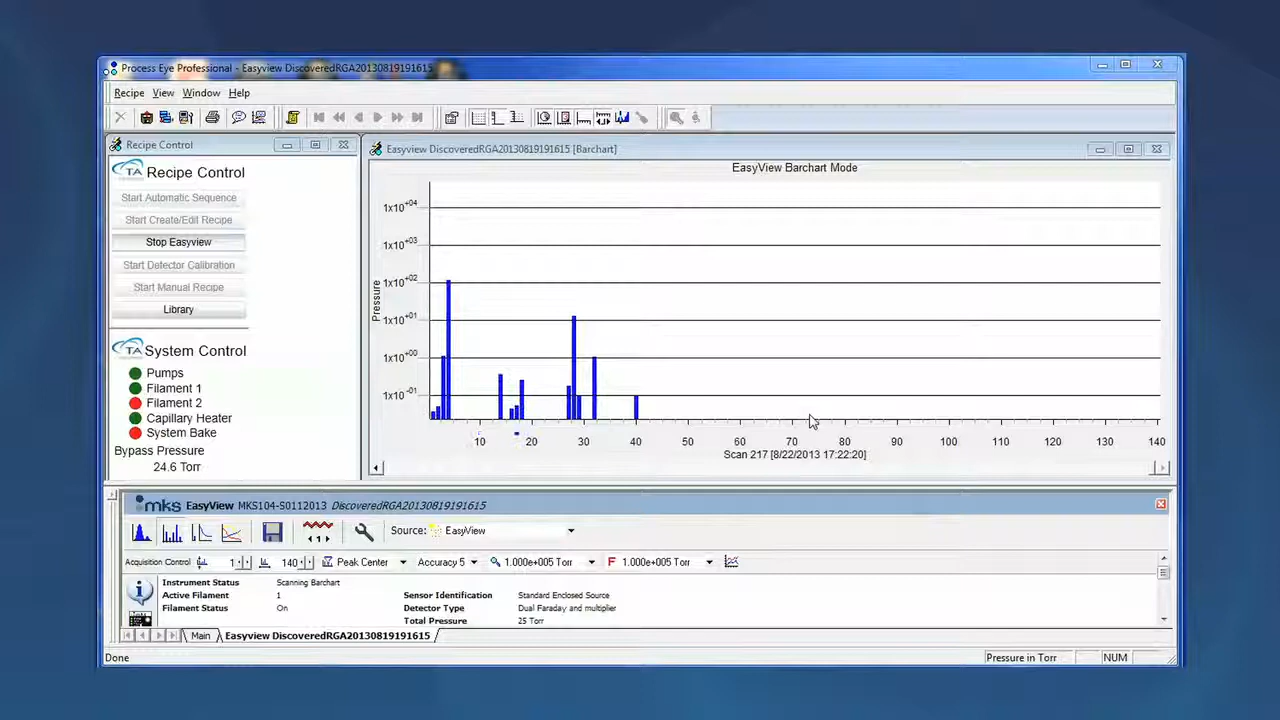 Process Eye Professional - Easyview DiscoveredRGA20130819191615
Recipe View Window Help
Recipe Control
TA Recipe Control
Start Automatic Sequence
Start Create/Edit Recipe
Stop Easyview
Start Detector Calibration
Start Manual Recipe
Library
TA System Control
Pumps
Filament 1
Filament 2
Capillary Heater
System Bake
Bypass Pressure
24.6 Torr
Easyview DiscoveredRGA20130819191615 [Barchart]
EasyView Barchart Mode
Pressure
1x10+04
1x10+03
1x10+02
1x10+01
1x10+00
1x10-01
10 20 30 40 50 60 70 80 90 100 110 120 130 140
Scan 217 [8/22/2013 17:22:20]
mks EasyView MKS104-S0112013 DiscoveredRGA20130819191615
Source: EasyView
Acquisition Control 1 140 Peak Center Accuracy 5 1.000e+005 Torr F 1.000e+005 Torr
Instrument Status Scanning Barchart
Active Filament 1 Sensor Identification Standard Enclosed Source
Filament Status On Detector Type Dual Faraday and multiplier
Total Pressure 25 Torr
Main Easyview DiscoveredRGA20130819191615
Done Pressure in Torr NUM